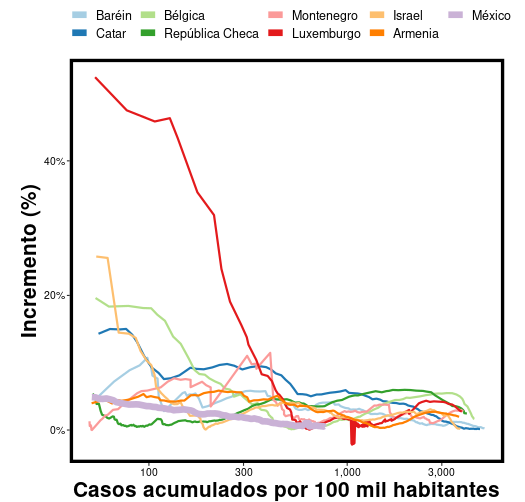 Baréin Bélgica Montenegro Israel México
Catar República Checa Luxemburgo Armenia
Incremento (%)
40%
20%
0%
100 300 1,000 3,000
Casos acumulados por 100 mil habitantes